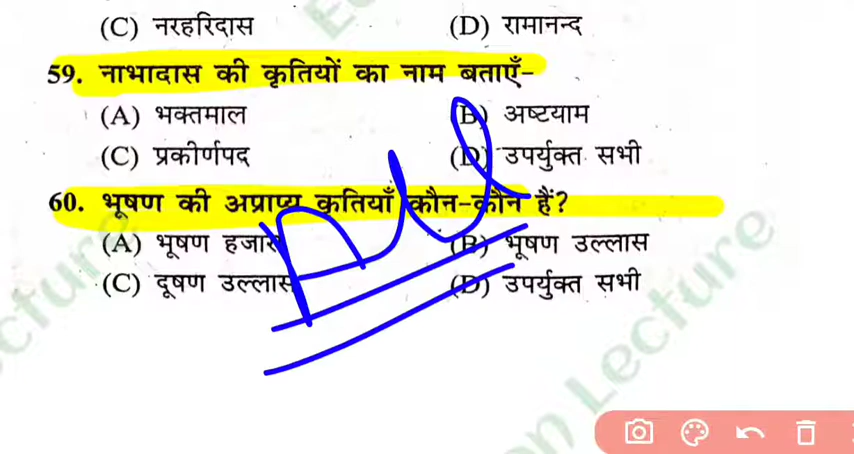 (C) नरहरिदास (D) रामानन्द
59. नाभादास की कृतियों का नाम बताएँ-
(A) भक्तमाल (B) अष्टयाम
(C) प्रकीर्णपद (D) उपर्युक्त सभी
60. भूषण की अप्राप्य कृतियाँ कौन-कौन हैं?
(A) भूषण हजारा (B) भूषण उल्लास
(C) दूषण उल्लास (D) उपर्युक्त सभी
All